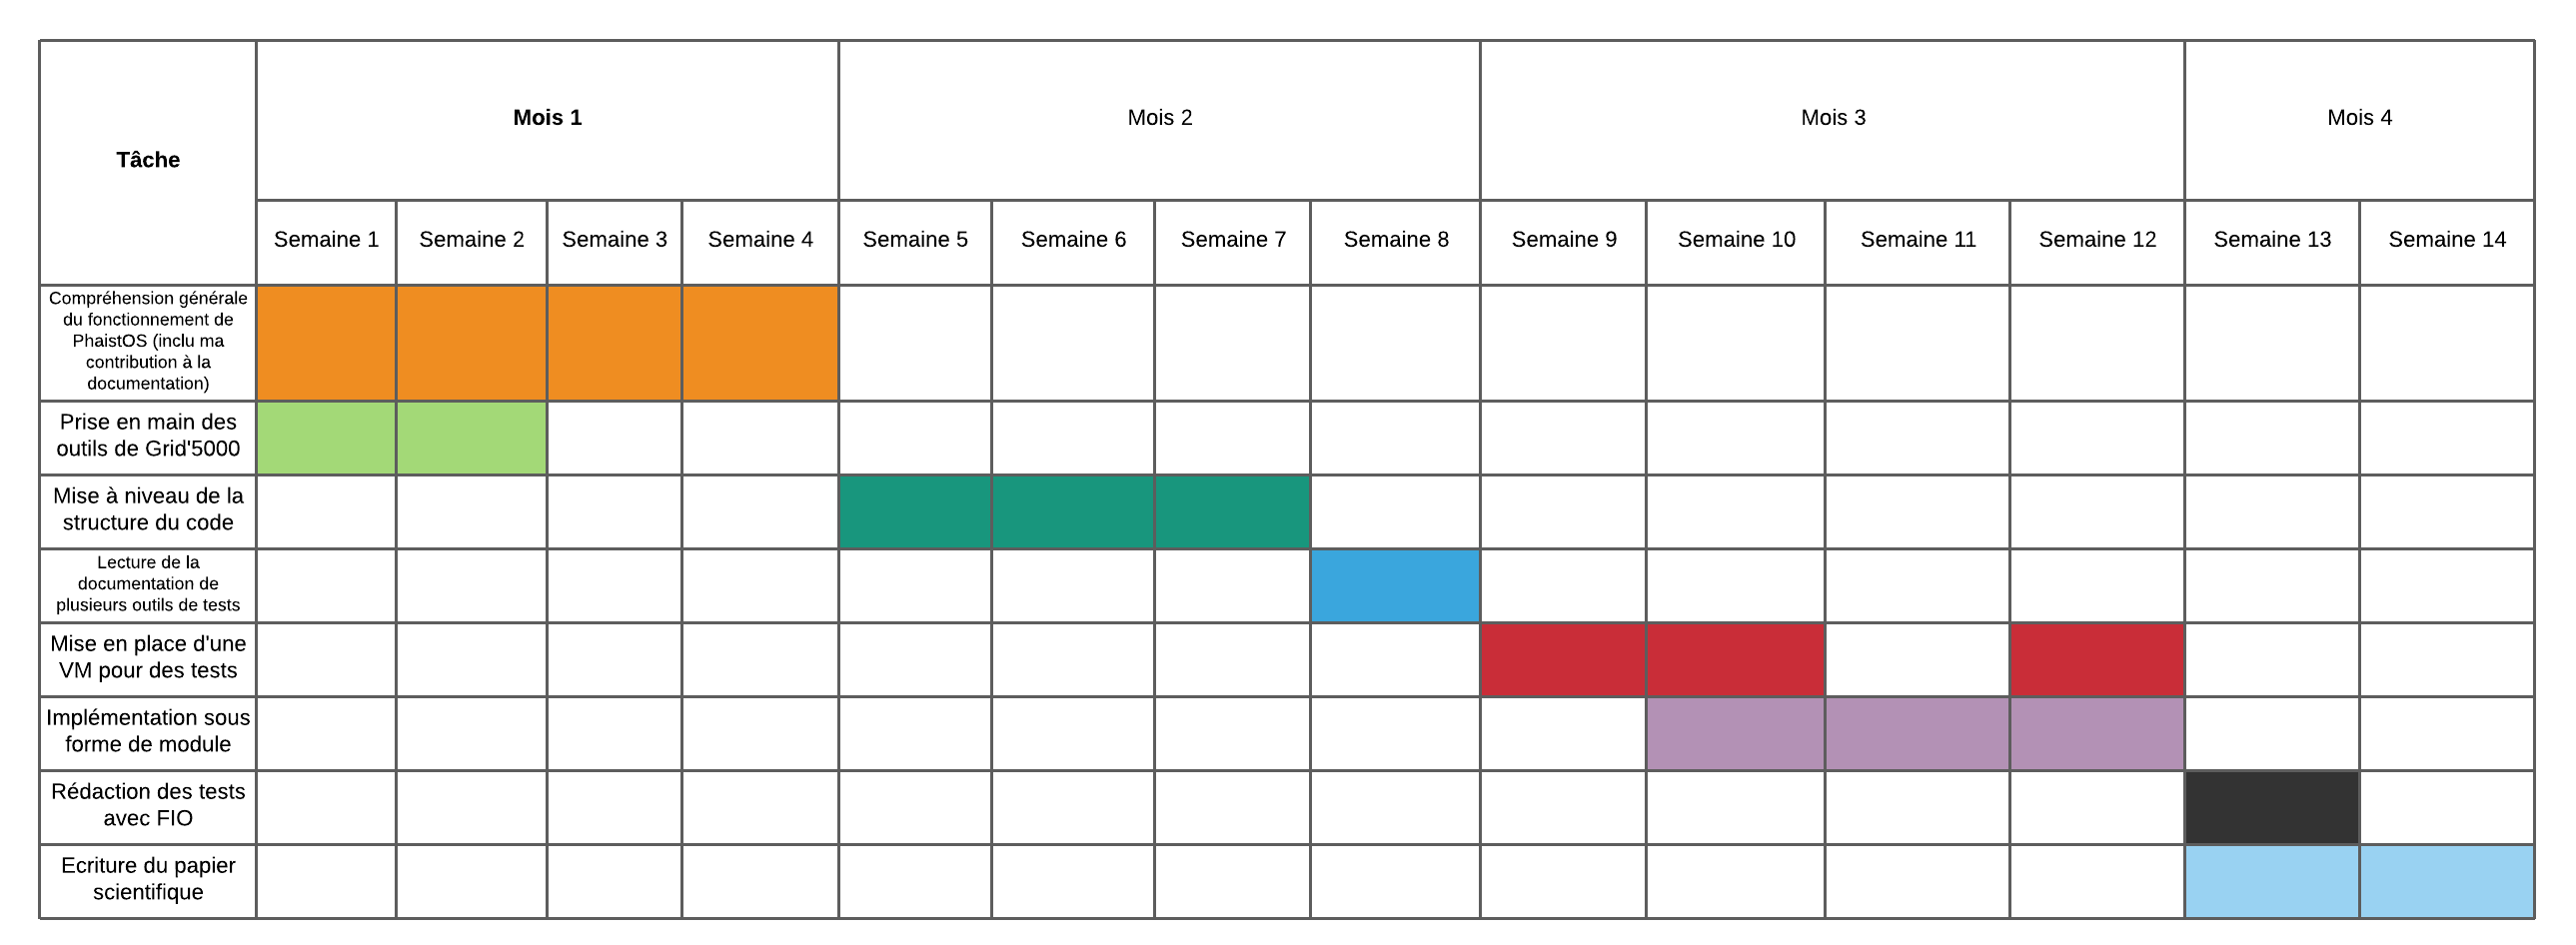 Tâche
Mois 1
Mois 2
Mois 3
Mois 4
Semaine 1
Semaine 2
Semaine 3
Semaine 4
Semaine 5
Semaine 6
Semaine 7
Semaine 8
Semaine 9
Semaine 10
Semaine 11
Semaine 12
Semaine 13
Semaine 14
Compréhension générale
du fonctionnement de
PhaistOS (inclu ma
contribution à la
documentation)
Prise en main des
outils de Grid'5000
Mise à niveau de la
structure du code
Lecture de la
documentation de
plusieurs outils de tests
Mise en place d'une
VM pour des tests
Implémentation sous
forme de module
Rédaction des tests
avec FIO
Ecriture du papier
scientifique